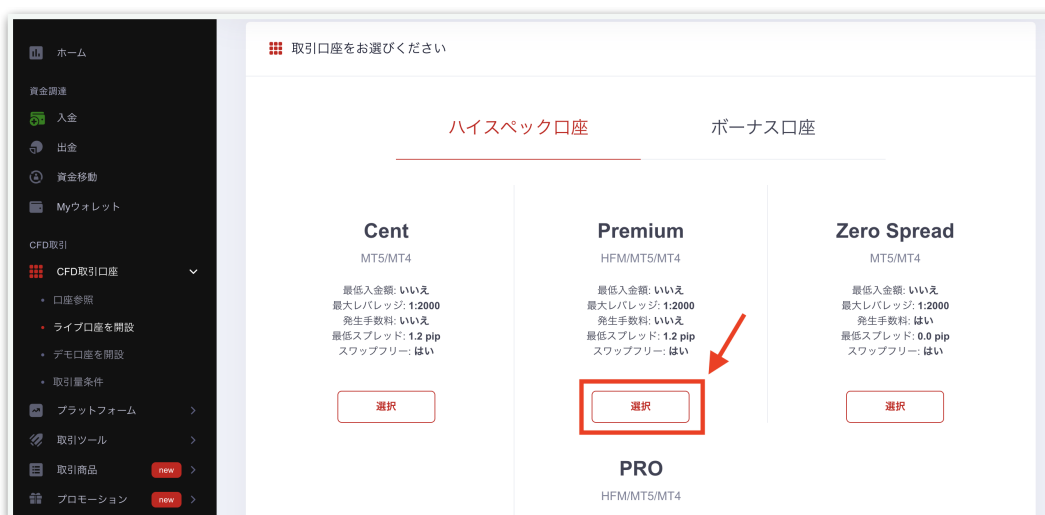 ホーム
資金調達
入金
出金
資金移動
Myウォレット
CFD取引
CFD取引口座
口座参照
ライブ口座を開設
デモ口座を開設
取引量条件
プラットフォーム
取引ツール
取引商品 new
プロモーション new
取引口座をお選びください
ハイスペック口座
ボーナス口座
Cent
MT5/MT4
最低入金額: いいえ
最大レバレッジ: 1:2000
発生手数料: いいえ
最低スプレッド: 1.2 pip
スワップフリー: はい
選択
Premium
HFM/MT5/MT4
最低入金額: いいえ
最大レバレッジ: 1:2000
発生手数料: いいえ
最低スプレッド: 1.2 pip
スワップフリー: はい
選択
Zero Spread
MT5/MT4
最低入金額: いいえ
最大レバレッジ: 1:2000
発生手数料: はい
最低スプレッド: 0.0 pip
スワップフリー: はい
選択
PRO
HFM/MT5/MT4